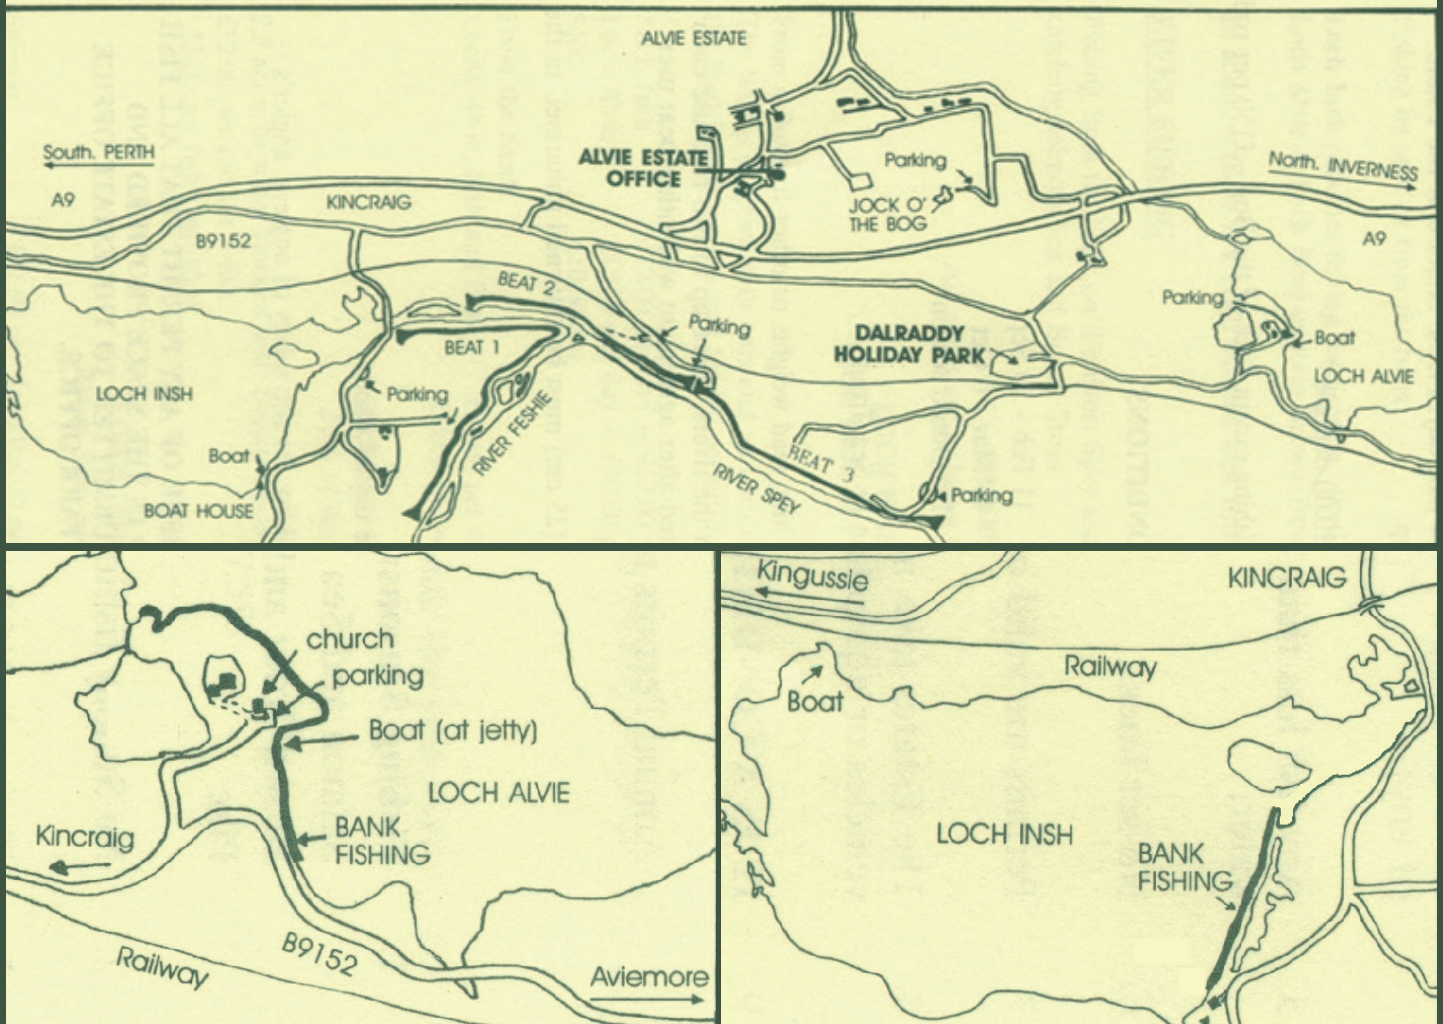 ALVIE ESTATE
South. PERTH
A9
KINCRAIG
B9152
ALVIE ESTATE
OFFICE
Parking
JOCK O'
THE BOG
North. INVERNESS
A9
BEAT 2
BEAT 1
Parking
DALRADDY
HOLIDAY PARK
Parking
Boat
LOCH ALVIE
LOCH INSH
Parking
RIVER FESHIE
Boat
BOAT HOUSE
BEAT 3
RIVER SPEY
Parking
church
parking
Boat (at jetty)
LOCH ALVIE
BANK
FISHING
Kincraig
B9152
Railway
Aviemore
Kingussie
KINCRAIG
Railway
Boat
LOCH INSH
BANK
FISHING